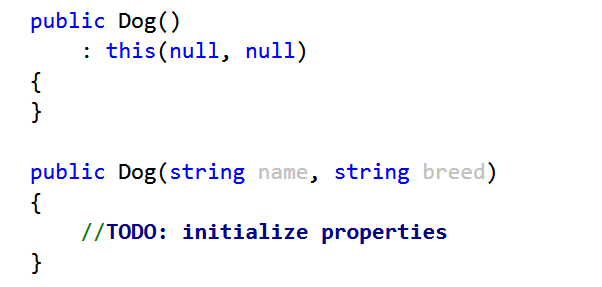 public Dog()
    : this(null, null)
{
}

public Dog(string name, string breed)
{
    //TODO: initialize properties
}